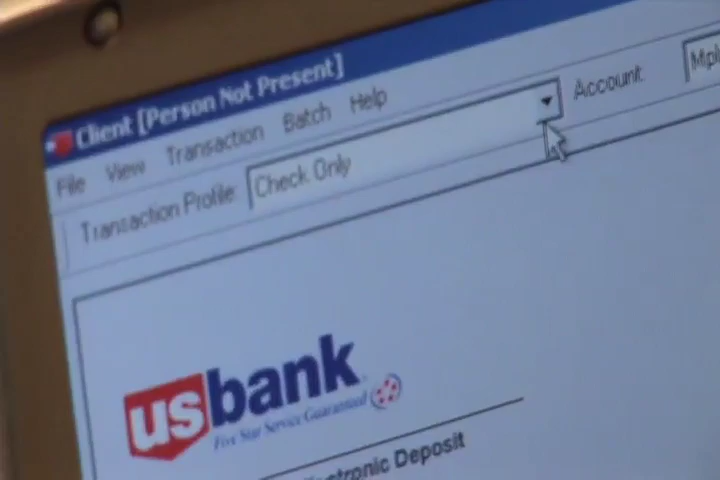 Client [Person Not Present]
File View Transaction Batch Help
Transaction Profile: Check Only Account:
usbank
Five Star Service Guaranteed
Electronic Deposit